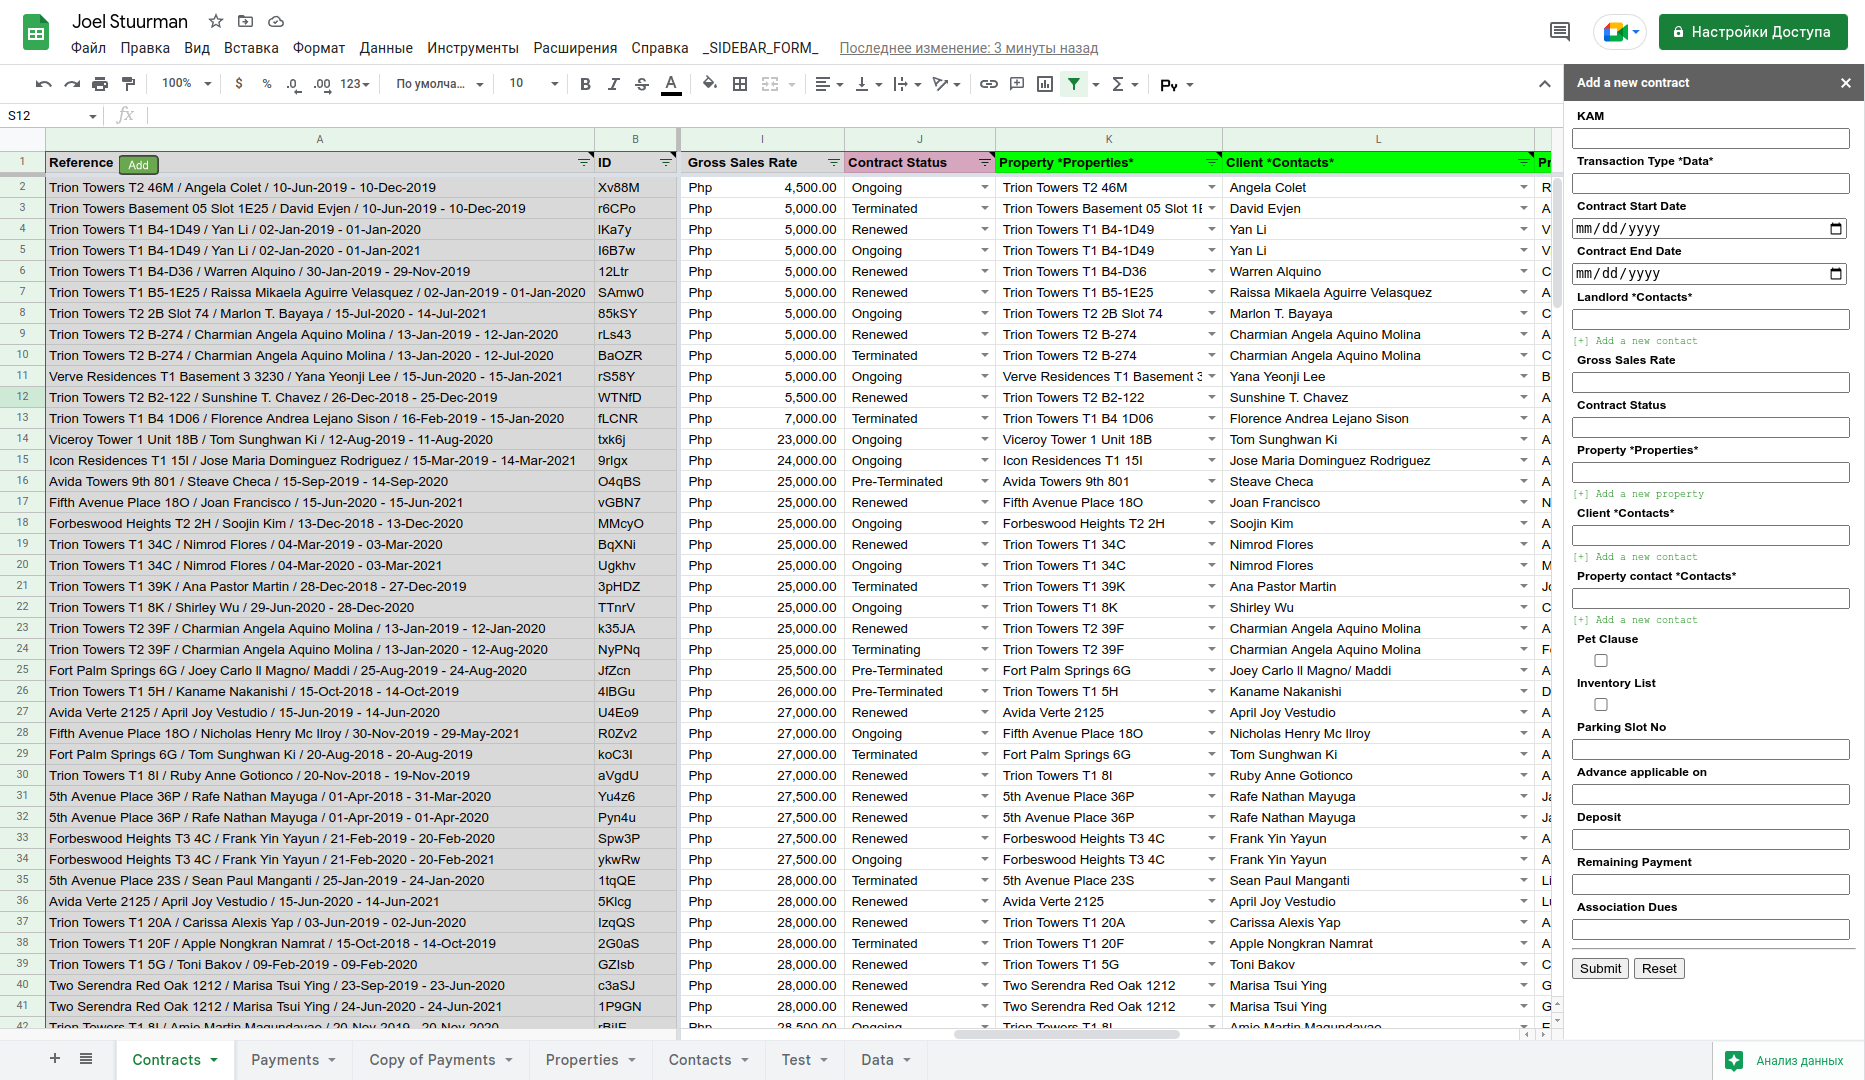 Joel Stuurman
Файл Правка Вид Вставка Формат Данные Инструменты Расширения Справка _SIDEBAR_FORM_ Последнее изменение: 3 минуты назад
Настройки Доступа
100% $ % .0 .00 123 По умолча... 10 B I S A Σ Py
S12 fx
A B I J K L
1 Reference Add ID Gross Sales Rate Contract Status Property *Properties* Client *Contacts* Pr
2 Trion Towers T2 46M / Angela Colet / 10-Jun-2019 - 10-Dec-2019 Xv88M Php 4,500.00 Ongoing Trion Towers T2 46M Angela Colet R
3 Trion Towers Basement 05 Slot 1E25 / David Evjen / 10-Jun-2019 - 10-Dec-2019 r6CPo Php 5,000.00 Terminated Trion Towers Basement 05 Slot 1E David Evjen A
4 Trion Towers T1 B4-1D49 / Yan Li / 02-Jan-2019 - 01-Jan-2020 lKa7y Php 5,000.00 Renewed Trion Towers T1 B4-1D49 Yan Li V
5 Trion Towers T1 B4-1D49 / Yan Li / 02-Jan-2020 - 01-Jan-2021 I6B7w Php 5,000.00 Ongoing Trion Towers T1 B4-1D49 Yan Li V
6 Trion Towers T1 B4-D36 / Warren Alquino / 30-Jan-2019 - 29-Nov-2019 12Ltr Php 5,000.00 Renewed Trion Towers T1 B4-D36 Warren Alquino C
7 Trion Towers T1 B5-1E25 / Raissa Mikaela Aguirre Velasquez / 02-Jan-2019 - 01-Jan-2020 SAmw0 Php 5,000.00 Renewed Trion Towers T1 B5-1E25 Raissa Mikaela Aguirre Velasquez A
8 Trion Towers T2 2B Slot 74 / Marlon T. Bayaya / 15-Jul-2020 - 14-Jul-2021 85kSY Php 5,000.00 Ongoing Trion Towers T2 2B Slot 74 Marlon T. Bayaya C
9 Trion Towers T2 B-274 / Charmian Angela Aquino Molina / 13-Jan-2019 - 12-Jan-2020 rLs43 Php 5,000.00 Renewed Trion Towers T2 B-274 Charmian Angela Aquino Molina A
10 Trion Towers T2 B-274 / Charmian Angela Aquino Molina / 13-Jan-2020 - 12-Jul-2020 BaOZR Php 5,000.00 Terminated Trion Towers T2 B-274 Charmian Angela Aquino Molina C
11 Verve Residences T1 Basement 3 3230 / Yana Yeonji Lee / 15-Jun-2020 - 15-Jan-2021 rS58Y Php 5,000.00 Ongoing Verve Residences T1 Basement 3 Yana Yeonji Lee B
12 Trion Towers T2 B2-122 / Sunshine T. Chavez / 26-Dec-2018 - 25-Dec-2019 WTNfD Php 5,500.00 Renewed Trion Towers T2 B2-122 Sunshine T. Chavez A
13 Trion Towers T1 B4 1D06 / Florence Andrea Lejano Sison / 16-Feb-2019 - 15-Jan-2020 fLCNR Php 7,000.00 Terminated Trion Towers T1 B4 1D06 Florence Andrea Lejano Sison A
14 Viceroy Tower 1 Unit 18B / Tom Sunghwan Ki / 12-Aug-2019 - 11-Aug-2020 txk6j Php 23,000.00 Ongoing Viceroy Tower 1 Unit 18B Tom Sunghwan Ki A
15 Icon Residences T1 15I / Jose Maria Dominguez Rodriguez / 15-Mar-2019 - 14-Mar-2021 9rIgx Php 24,000.00 Ongoing Icon Residences T1 15I Jose Maria Dominguez Rodriguez A
16 Avida Towers 9th 801 / Steave Checa / 15-Sep-2019 - 14-Sep-2020 O4qBS Php 25,000.00 Pre-Terminated Avida Towers 9th 801 Steave Checa A
17 Fifth Avenue Place 18O / Joan Francisco / 15-Jun-2020 - 15-Jun-2021 vGBN7 Php 25,000.00 Renewed Fifth Avenue Place 18O Joan Francisco N
18 Forbeswood Heights T2 2H / Soojin Kim / 13-Dec-2018 - 13-Dec-2020 MMcyO Php 25,000.00 Ongoing Forbeswood Heights T2 2H Soojin Kim A
19 Trion Towers T1 34C / Nimrod Flores / 04-Mar-2019 - 03-Mar-2020 BqXNi Php 25,000.00 Renewed Trion Towers T1 34C Nimrod Flores A
20 Trion Towers T1 34C / Nimrod Flores / 04-Mar-2020 - 03-Mar-2021 Ugkhv Php 25,000.00 Ongoing Trion Towers T1 34C Nimrod Flores M
21 Trion Towers T1 39K / Ana Pastor Martin / 28-Dec-2018 - 27-Dec-2019 3pHDZ Php 25,000.00 Terminated Trion Towers T1 39K Ana Pastor Martin Jo
22 Trion Towers T1 8K / Shirley Wu / 29-Jun-2020 - 28-Dec-2020 TTnrV Php 25,000.00 Ongoing Trion Towers T1 8K Shirley Wu C
23 Trion Towers T2 39F / Charmian Angela Aquino Molina / 13-Jan-2019 - 12-Jan-2020 k35JA Php 25,000.00 Renewed Trion Towers T2 39F Charmian Angela Aquino Molina A
24 Trion Towers T2 39F / Charmian Angela Aquino Molina / 13-Jan-2020 - 12-Aug-2020 NyPNq Php 25,000.00 Terminating Trion Towers T2 39F Charmian Angela Aquino Molina Fe
25 Fort Palm Springs 6G / Joey Carlo II Magno/ Maddi / 25-Aug-2019 - 24-Aug-2020 JfZcn Php 25,500.00 Pre-Terminated Fort Palm Springs 6G Joey Carlo II Magno/ Maddi A
26 Trion Towers T1 5H / Kaname Nakanishi / 15-Oct-2018 - 14-Oct-2019 4lBGu Php 26,000.00 Pre-Terminated Trion Towers T1 5H Kaname Nakanishi D
27 Avida Verte 2125 / April Joy Vestudio / 15-Jun-2019 - 14-Jun-2020 U4Eo9 Php 27,000.00 Renewed Avida Verte 2125 April Joy Vestudio A
28 Fifth Avenue Place 18O / Nicholas Henry Mc Ilroy / 30-Nov-2019 - 29-May-2021 R0Zv2 Php 27,000.00 Ongoing Fifth Avenue Place 18O Nicholas Henry Mc Ilroy A
29 Fort Palm Springs 6G / Tom Sunghwan Ki / 20-Aug-2018 - 20-Aug-2019 koC3I Php 27,000.00 Terminated Fort Palm Springs 6G Tom Sunghwan Ki A
30 Trion Towers T1 8I / Ruby Anne Gotionco / 20-Nov-2018 - 19-Nov-2019 aVgdU Php 27,000.00 Renewed Trion Towers T1 8I Ruby Anne Gotionco A
31 5th Avenue Place 36P / Rafe Nathan Mayuga / 01-Apr-2018 - 31-Mar-2020 Yu4z6 Php 27,500.00 Renewed 5th Avenue Place 36P Rafe Nathan Mayuga Ja
32 5th Avenue Place 36P / Rafe Nathan Mayuga / 01-Apr-2019 - 01-Apr-2020 Pyn4u Php 27,500.00 Renewed 5th Avenue Place 36P Rafe Nathan Mayuga Ja
33 Forbeswood Heights T3 4C / Frank Yin Yayun / 21-Feb-2019 - 20-Feb-2020 Spw3P Php 27,500.00 Renewed Forbeswood Heights T3 4C Frank Yin Yayun A
34 Forbeswood Heights T3 4C / Frank Yin Yayun / 21-Feb-2020 - 20-Feb-2021 ykwRw Php 27,500.00 Ongoing Forbeswood Heights T3 4C Frank Yin Yayun A
35 5th Avenue Place 23S / Sean Paul Manganti / 25-Jan-2019 - 24-Jan-2020 1tqQE Php 28,000.00 Terminated 5th Avenue Place 23S Sean Paul Manganti Li
36 Avida Verte 2125 / April Joy Vestudio / 15-Jun-2020 - 14-Jun-2021 5Klcg Php 28,000.00 Renewed Avida Verte 2125 April Joy Vestudio Lu
37 Trion Towers T1 20A / Carissa Alexis Yap / 03-Jun-2019 - 02-Jun-2020 IzqQS Php 28,000.00 Renewed Trion Towers T1 20A Carissa Alexis Yap A
38 Trion Towers T1 20F / Apple Nongkran Namrat / 15-Oct-2018 - 14-Oct-2019 2G0aS Php 28,000.00 Terminated Trion Towers T1 20F Apple Nongkran Namrat A
39 Trion Towers T1 5G / Toni Bakov / 09-Feb-2019 - 09-Feb-2020 GZIsb Php 28,000.00 Renewed Trion Towers T1 5G Toni Bakov C
40 Two Serendra Red Oak 1212 / Marisa Tsui Ying / 23-Sep-2019 - 23-Jun-2020 c3aSJ Php 28,000.00 Renewed Two Serendra Red Oak 1212 Marisa Tsui Ying G
41 Two Serendra Red Oak 1212 / Marisa Tsui Ying / 24-Jun-2020 - 24-Jun-2021 1P9GN Php 28,000.00 Renewed Two Serendra Red Oak 1212 Marisa Tsui Ying G
42 Trion Towers T1 8I / Amie Martin Magundayao / 20-Nov-2019 - 20-Nov-2020 Php 28,500.00 Ongoing Trion Towers T1 8I Amie Martin Magundayao
Contracts Payments Copy of Payments Properties Contacts Test Data
Add a new contract
KAM
Transaction Type *Data*
Contract Start Date
mm/dd/yyyy
Contract End Date
mm/dd/yyyy
Landlord *Contacts*
[+] Add a new contact
Gross Sales Rate
Contract Status
Property *Properties*
[+] Add a new property
Client *Contacts*
[+] Add a new contact
Property contact *Contacts*
[+] Add a new contact
Pet Clause
Inventory List
Parking Slot No
Advance applicable on
Deposit
Remaining Payment
Association Dues
Submit Reset
Анализ данных